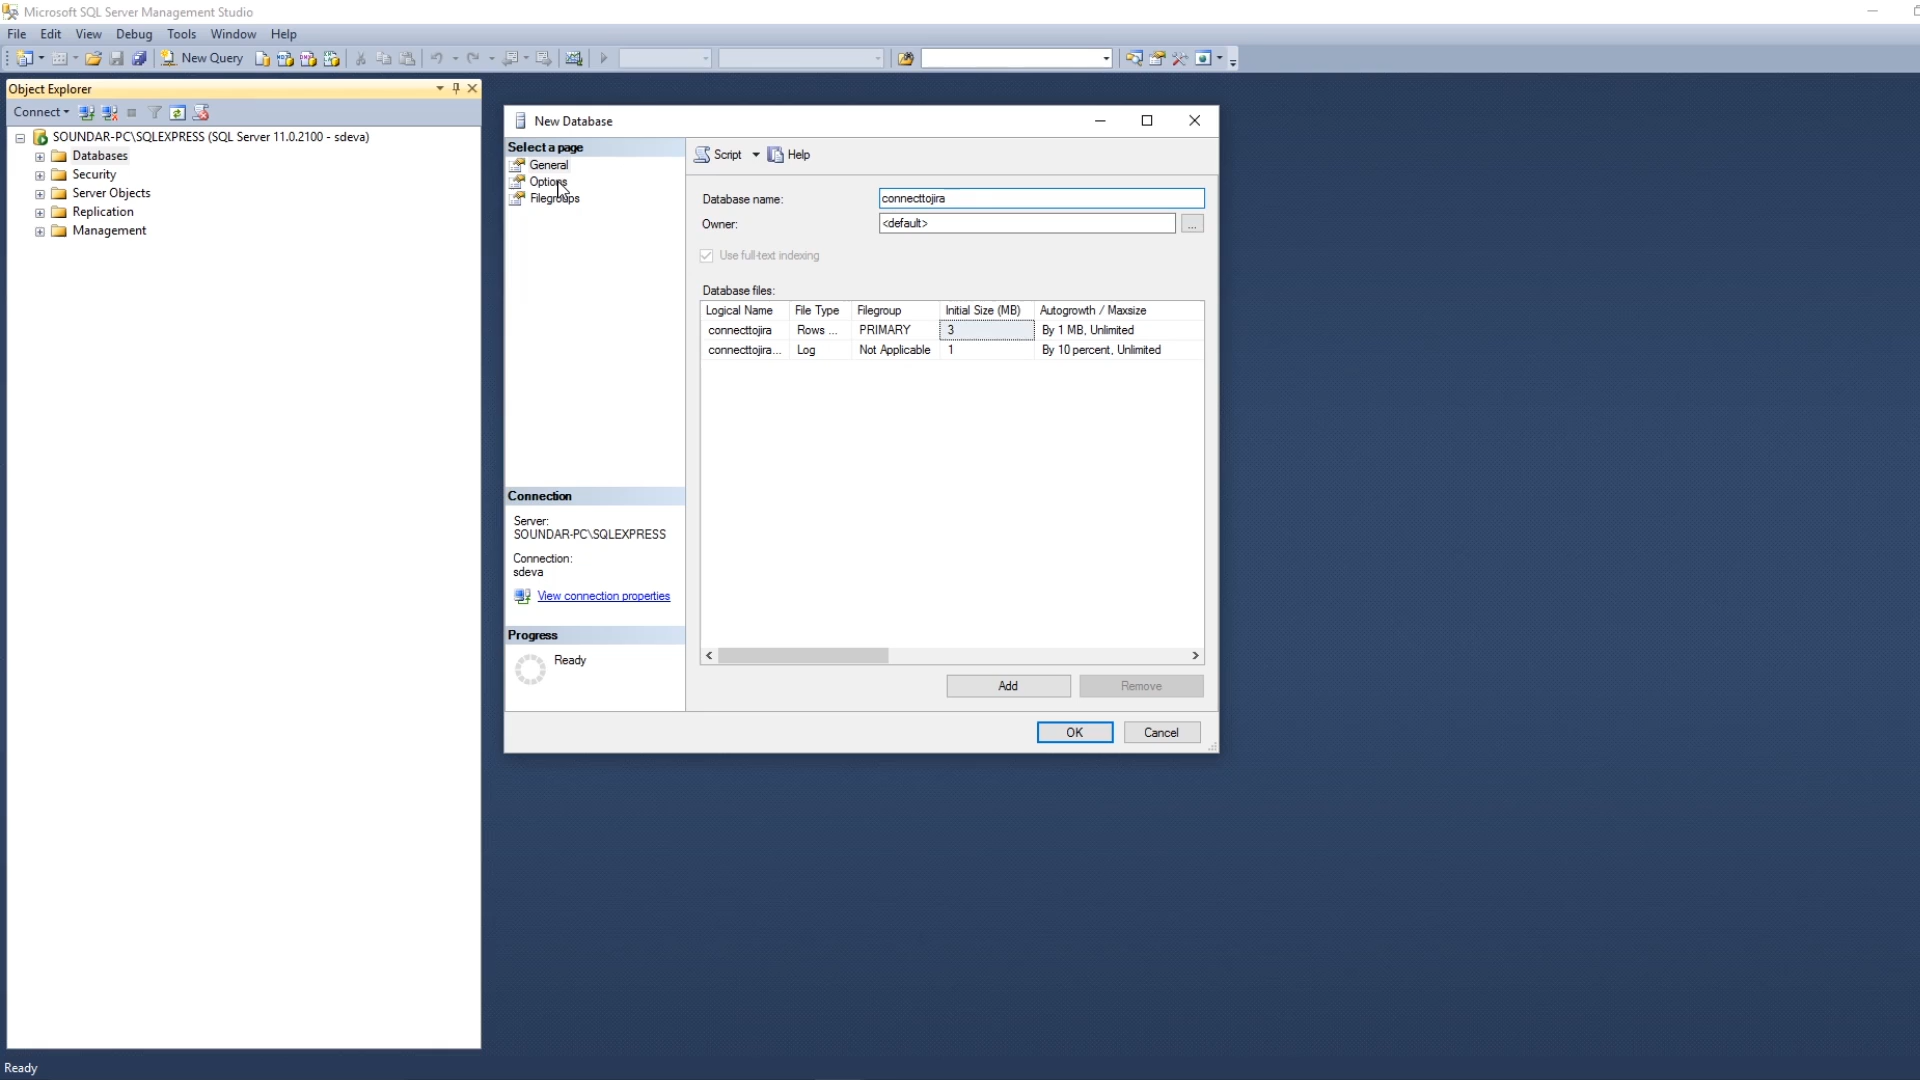 Microsoft SQL Server Management Studio
File Edit View Debug Tools Window Help
New Query
Object Explorer
Connect
SOUNDAR-PC\SQLEXPRESS (SQL Server 11.0.2100 - sdeva)
Databases
Security
Server Objects
Replication
Management
New Database
Select a page
General
Options
Filegroups
Script Help
Database name: connecttojira
Owner: <default> ...
Use full-text indexing
Database files:
Logical Name File Type Filegroup Initial Size (MB) Autogrowth / Maxsize
connecttojira Rows ... PRIMARY 3 By 1 MB, Unlimited
connecttojira... Log Not Applicable 1 By 10 percent, Unlimited
Connection
Server:
SOUNDAR-PC\SQLEXPRESS
Connection:
sdeva
View connection properties
Progress
Ready
Add Remove
OK Cancel
Ready